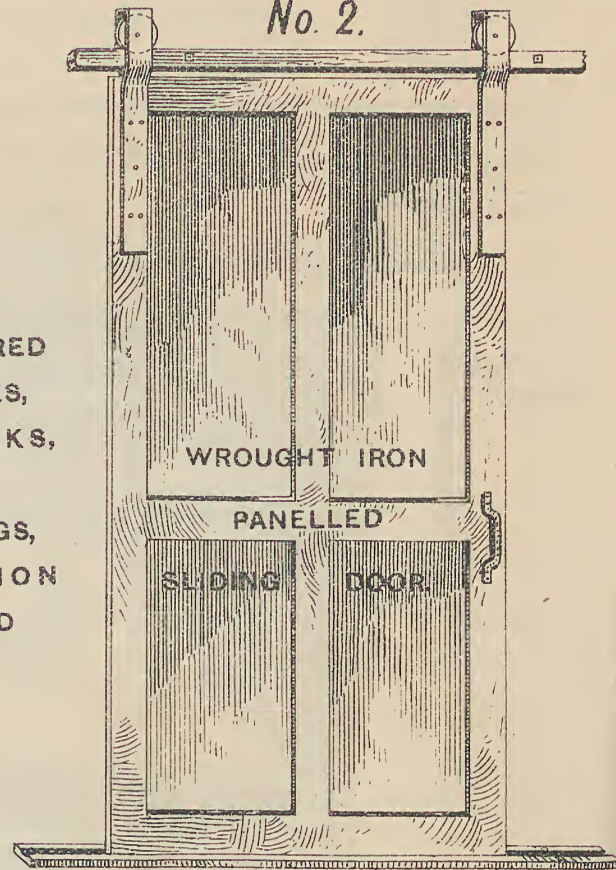 No. 2.
RED
S,
KS,
GS,
ION
D
WROUGHT IRON
PANELLED
SLIDING DOOR.